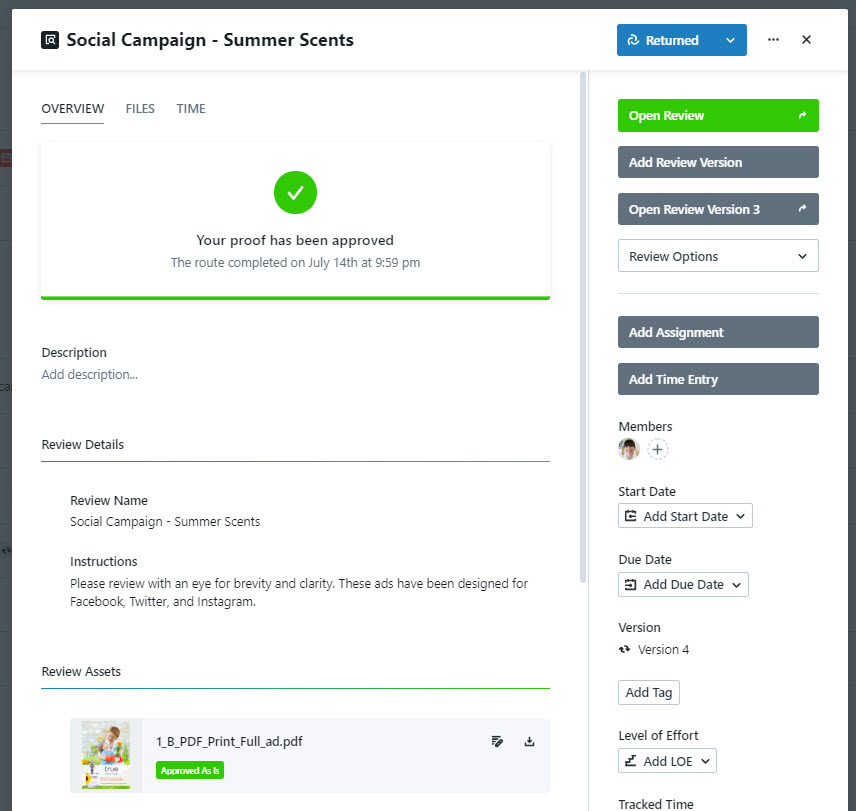 Social Campaign - Summer Scents
Returned
OVERVIEW FILES TIME
Your proof has been approved
The route completed on July 14th at 9:59 pm
Description
Add description...
Review Details
Review Name
Social Campaign - Summer Scents
Instructions
Please review with an eye for brevity and clarity. These ads have been designed for
Facebook, Twitter, and Instagram.
Review Assets
true
1_B_PDF_Print_Full_ad.pdf
Approved As Is
Open Review
Add Review Version
Open Review Version 3
Review Options
Add Assignment
Add Time Entry
Members
Start Date
Add Start Date
Due Date
Add Due Date
Version
Version 4
Add Tag
Level of Effort
Add LOE
Tracked Time